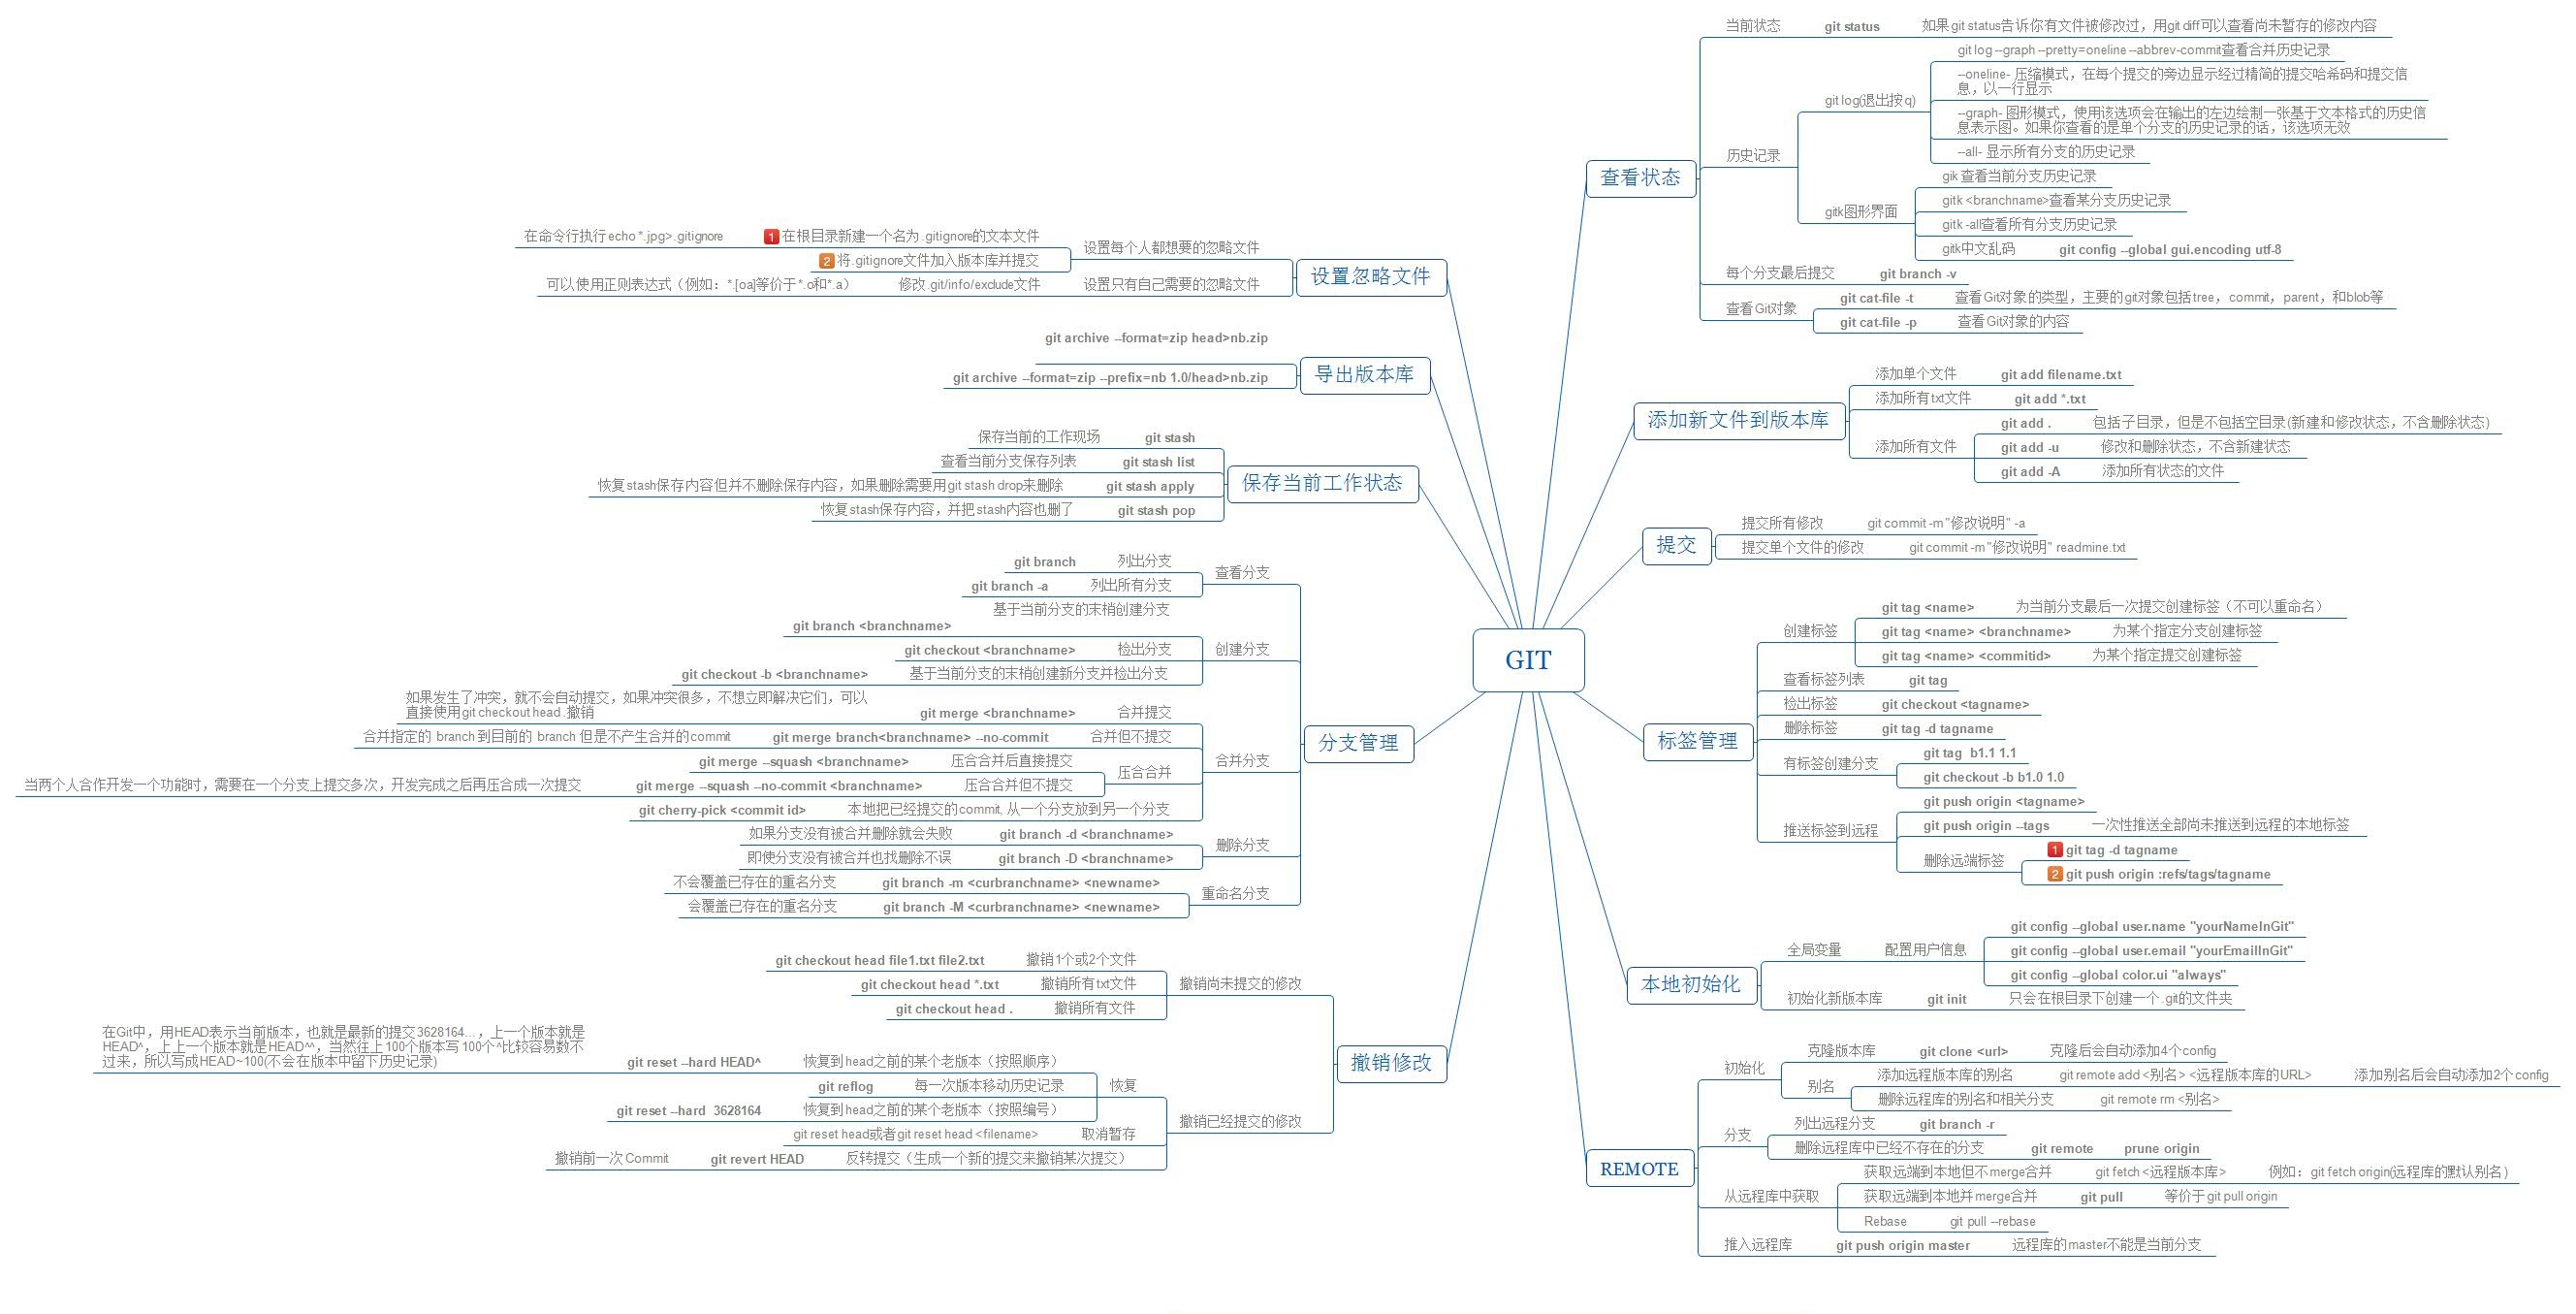 GIT
查看状态
当前状态 git status 如果git status告诉你有文件被修改过，用git diff可以查看尚未暂存的修改内容
历史记录
git log(退出按q)
git log --graph --pretty=oneline --abbrev-commit查看合并历史记录
--oneline- 压缩模式，在每个提交的旁边显示经过精简的提交哈希码和提交信
息，以一行显示
--graph- 图形模式，使用该选项会在输出的左边绘制一张基于文本格式的历史信
息表示图。如果你查看的是单个分支的历史记录的话，该选项无效
--all- 显示所有分支的历史记录
gitk图形界面
gik 查看当前分支历史记录
gitk <branchname>查看某分支历史记录
gitk -all查看所有分支历史记录
gitk中文乱码 git config --global gui.encoding utf-8
每个分支最后提交 git branch -v
查看Git对象
git cat-file -t 查看Git对象的类型，主要的git对象包括tree，commit，parent，和blob等
git cat-file -p 查看Git对象的内容
添加新文件到版本库
添加单个文件 git add filename.txt
添加所有txt文件 git add *.txt
添加所有文件
git add . 包括子目录，但是不包括空目录(新建和修改状态，不含删除状态)
git add -u 修改和删除状态，不含新建状态
git add -A 添加所有状态的文件
提交
提交所有修改 git commit -m "修改说明" -a
提交单个文件的修改 git commit -m "修改说明" readmine.txt
标签管理
创建标签
git tag <name> 为当前分支最后一次提交创建标签（不可以重命名）
git tag <name> <branchname> 为某个指定分支创建标签
git tag <name> <commitid> 为某个指定提交创建标签
查看标签列表 git tag
检出标签 git checkout <tagname>
删除标签 git tag -d tagname
有标签创建分支
git tag b1.1 1.1
git checkout -b b1.0 1.0
推送标签到远程
git push origin <tagname>
git push origin --tags 一次性推送全部尚未推送到远程的本地标签
删除远端标签
1 git tag -d tagname
2 git push origin :refs/tags/tagname
本地初始化
全局变量 配置用户信息
git config --global user.name "yourNameInGit"
git config --global user.email "yourEmailInGit"
git config --global color.ui "always"
初始化新版本库 git init 只会在根目录下创建一个.git的文件夹
REMOTE
初始化
克隆版本库 git clone <url> 克隆后会自动添加4个config
别名
添加远程版本库的别名 git remote add <别名> <远程版本库的URL> 添加别名后会自动添加2个config
删除远程库的别名和相关分支 git remote rm <别名>
分支
列出远程分支 git branch -r
删除远程库中已经不存在的分支 git remote prune origin
从远程库中获取
获取远端到本地但不merge合并 git fetch <远程版本库> 例如：git fetch origin(远程库的默认别名)
获取远端到本地并merge合并 git pull 等价于git pull origin
Rebase git pull --rebase
推入远程库 git push origin master 远程库的master不能是当前分支
设置忽略文件
设置每个人都想要的忽略文件
1 在根目录新建一个名为.gitignore的文本文件 在命令行执行echo *.jpg>.gitignore
2 将.gitignore文件加入版本库并提交
设置只有自己需要的忽略文件 修改.git/info/exclude文件 可以使用正则表达式（例如：*.[oa]等价于*.o和*.a）
导出版本库
git archive --format=zip head>nb.zip
git archive --format=zip --prefix=nb 1.0/head>nb.zip
保存当前工作状态
git stash 保存当前的工作现场
git stash list 查看当前分支保存列表
git stash apply 恢复stash保存内容但并不删除保存内容，如果删除需要用git stash drop来删除
git stash pop 恢复stash保存内容，并把stash内容也删了
分支管理
查看分支
列出分支 git branch
列出所有分支 git branch -a
创建分支
基于当前分支的末梢创建分支
git branch <branchname>
检出分支 git checkout <branchname>
基于当前分支的末梢创建新分支并检出分支 git checkout -b <branchname>
合并分支
合并提交 git merge <branchname>
如果发生了冲突，就不会自动提交，如果冲突很多，不想立即解决它们，可以
直接使用git checkout head .撤销
合并但不提交 git merge branch<branchname> --no-commit 合并指定的 branch 到目前的 branch 但是不产生合并的commit
压合合并
压合合并后直接提交 git merge --squash <branchname>
压合合并但不提交 git merge --squash --no-commit <branchname> 当两个人合作开发一个功能时，需要在一个分支上提交多次，开发完成之后再压合成一次提交
本地把已经提交的commit, 从一个分支放到另一个分支 git cherry-pick <commit id>
删除分支
git branch -d <branchname> 如果分支没有被合并删除就会失败
git branch -D <branchname> 即使分支没有被合并也找删除不误
重命名分支
git branch -m <curbranchname> <newname> 不会覆盖已存在的重名分支
git branch -M <curbranchname> <newname> 会覆盖已存在的重名分支
撤销修改
撤销尚未提交的修改
撤销1个或2个文件 git checkout head file1.txt file2.txt
撤销所有txt文件 git checkout head *.txt
撤销所有文件 git checkout head .
撤销已经提交的修改
恢复
恢复到head之前的某个老版本（按照顺序） git reset --hard HEAD^
在Git中，用HEAD表示当前版本，也就是最新的提交3628164...，上一个版本就是
HEAD^，上上一个版本就是HEAD^^，当然往上100个版本写100个^比较容易数不
过来，所以写成HEAD~100(不会在版本中留下历史记录)
每一次版本移动历史记录 git reflog
恢复到head之前的某个老版本（按照编号） git reset --hard 3628164
取消暂存 git reset head或者git reset head <filename>
反转提交（生成一个新的提交来撤销某次提交） git revert HEAD 撤销前一次 Commit